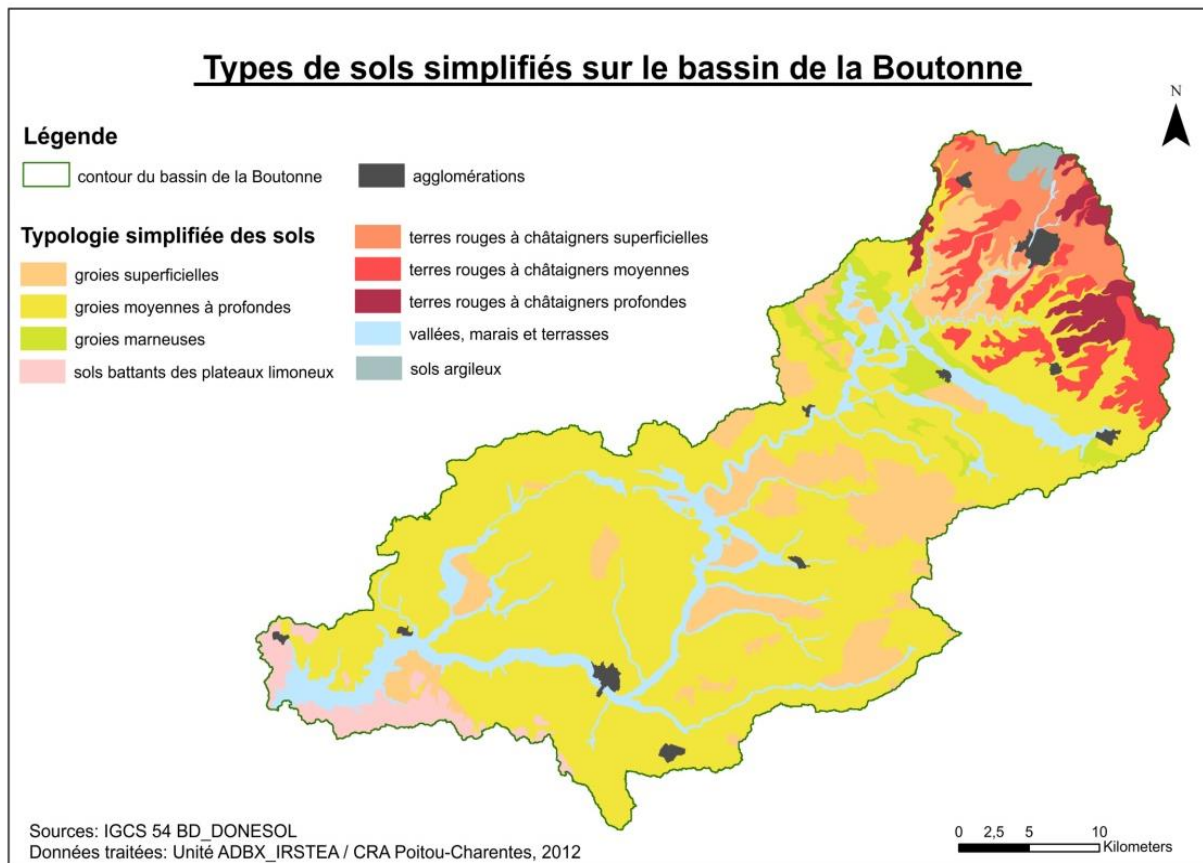 Types de sols simplifiés sur le bassin de la Boutonne
N
Légende
contour du bassin de la Boutonne
agglomérations
Typologie simplifiée des sols
groies superficielles
groies moyennes à profondes
groies marneuses
sols battants des plateaux limoneux
terres rouges à châtaigners superficielles
terres rouges à châtaigners moyennes
terres rouges à châtaigners profondes
vallées, marais et terrasses
sols argileux
Sources: IGCS 54 BD_DONESOL
Données traitées: Unité ADBX_IRSTEA / CRA Poitou-Charentes, 2012
0 2,5 5 10
Kilometers